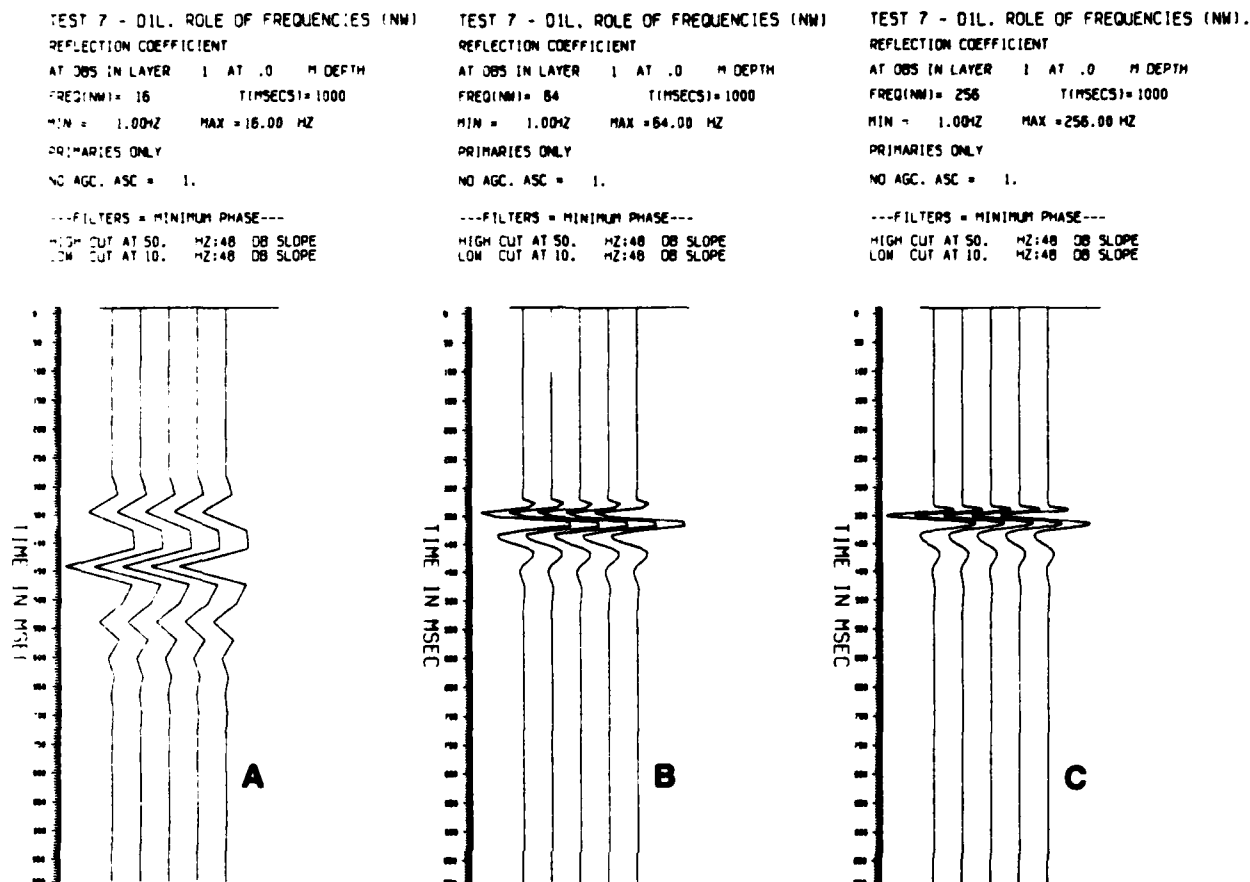 TEST 7 - D1L. ROLE OF FREQUENCIES (NW)
REFLECTION COEFFICIENT
AT OBS IN LAYER 1 AT .0 M DEPTH
FREQ(NW)= 16 T(MSECS)=1000
MIN = 1.00HZ MAX =16.00 HZ
PRIMARIES ONLY
NO AGC. ASC = 1.
---FILTERS = MINIMUM PHASE---
HIGH CUT AT 50. HZ:48 DB SLOPE
LOW CUT AT 10. HZ:48 DB SLOPE
TIME IN MSEC
A
TEST 7 - D1L. ROLE OF FREQUENCIES (NW)
REFLECTION COEFFICIENT
AT OBS IN LAYER 1 AT .0 M DEPTH
FREQ(NW)= 64 T(MSECS)=1000
MIN = 1.00HZ MAX =64.00 HZ
PRIMARIES ONLY
NO AGC. ASC = 1.
---FILTERS = MINIMUM PHASE---
HIGH CUT AT 50. HZ:48 DB SLOPE
LOW CUT AT 10. HZ:48 DB SLOPE
TIME IN MSEC
B
TEST 7 - D1L. ROLE OF FREQUENCIES (NW).
REFLECTION COEFFICIENT
AT OBS IN LAYER 1 AT .0 M DEPTH
FREQ(NW)= 256 T(MSECS)=1000
MIN = 1.00HZ MAX =256.00 HZ
PRIMARIES ONLY
NO AGC. ASC = 1.
---FILTERS = MINIMUM PHASE---
HIGH CUT AT 50. HZ:48 DB SLOPE
LOW CUT AT 10. HZ:48 DB SLOPE
TIME IN MSEC
C